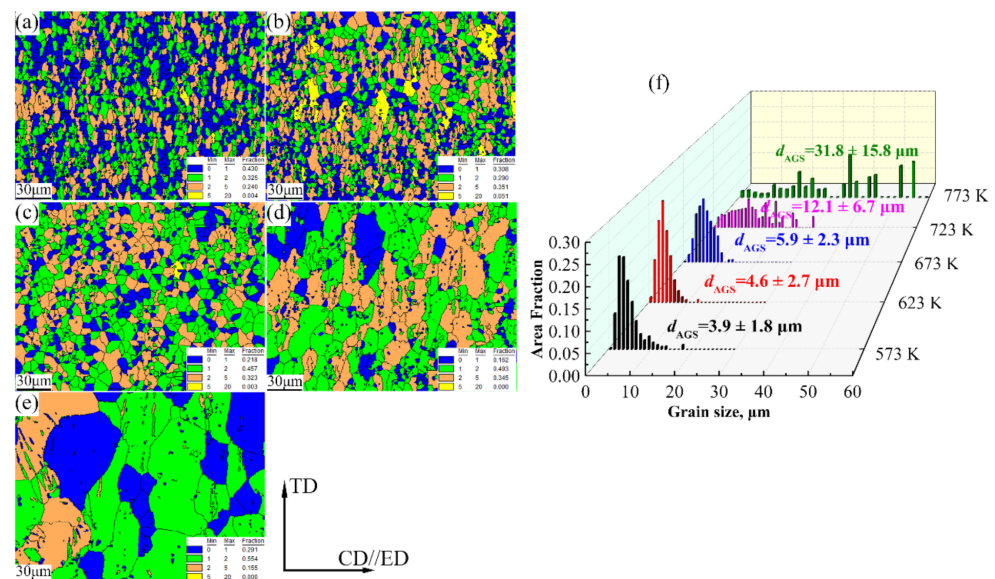 (a)
Min Max Fraction
0 1 0.430
1 2 0.325
2 5 0.240
5 20 0.004
30μm
(b)
Min Max Fraction
0 1 0.308
1 2 0.290
2 5 0.351
5 20 0.051
30μm
(c)
Min Max Fraction
0 1 0.218
1 2 0.457
2 5 0.323
5 20 0.003
30μm
(d)
Min Max Fraction
0 1 0.162
1 2 0.493
2 5 0.345
5 20 0.000
30μm
(e)
Min Max Fraction
0 1 0.291
1 2 0.554
2 5 0.155
5 20 0.000
30μm
TD
CD//ED
(f)
dAGS=31.8 ± 15.8 μm
773 K
dAGS=12.1 ± 6.7 μm
723 K
dAGS=5.9 ± 2.3 μm
673 K
dAGS=4.6 ± 2.7 μm
623 K
dAGS=3.9 ± 1.8 μm
573 K
Area Fraction
0.30
0.25
0.20
0.15
0.10
0.05
0.00
0 10 20 30 40 50 60
Grain size, μm